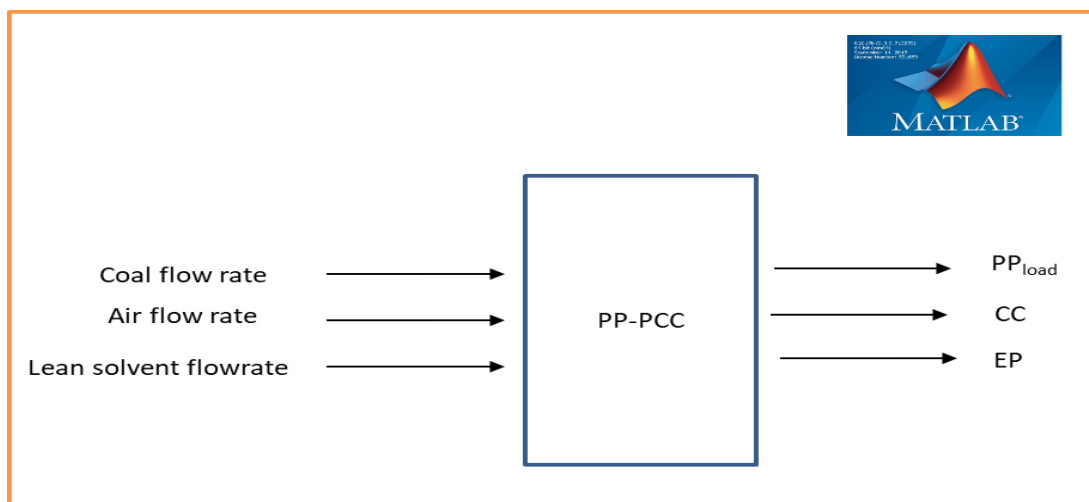 MATLAB®
Coal flow rate
Air flow rate
Lean solvent flowrate
PP-PCC
PPload
CC
EP